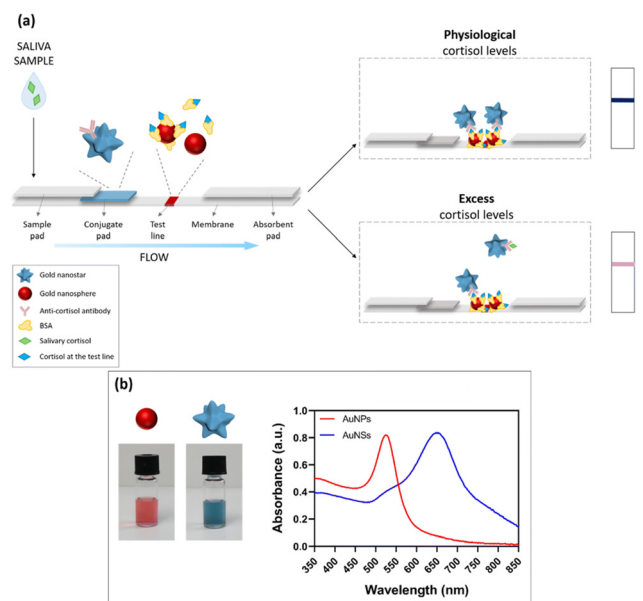 (a)
SALIVA
SAMPLE
Physiological
cortisol levels
Sample
pad
Conjugate
pad
Test
line
Membrane
Absorbent
pad
FLOW
Excess
cortisol levels
Gold nanostar
Gold nanosphere
Anti-cortisol antibody
BSA
Salivary cortisol
Cortisol at the test line
(b)
AuNPs
AuNSs
Absorbance (a.u.)
1.0
0.8
0.6
0.4
0.2
0.0
350 400 450 500 550 600 650 700 750 800 850
Wavelength (nm)